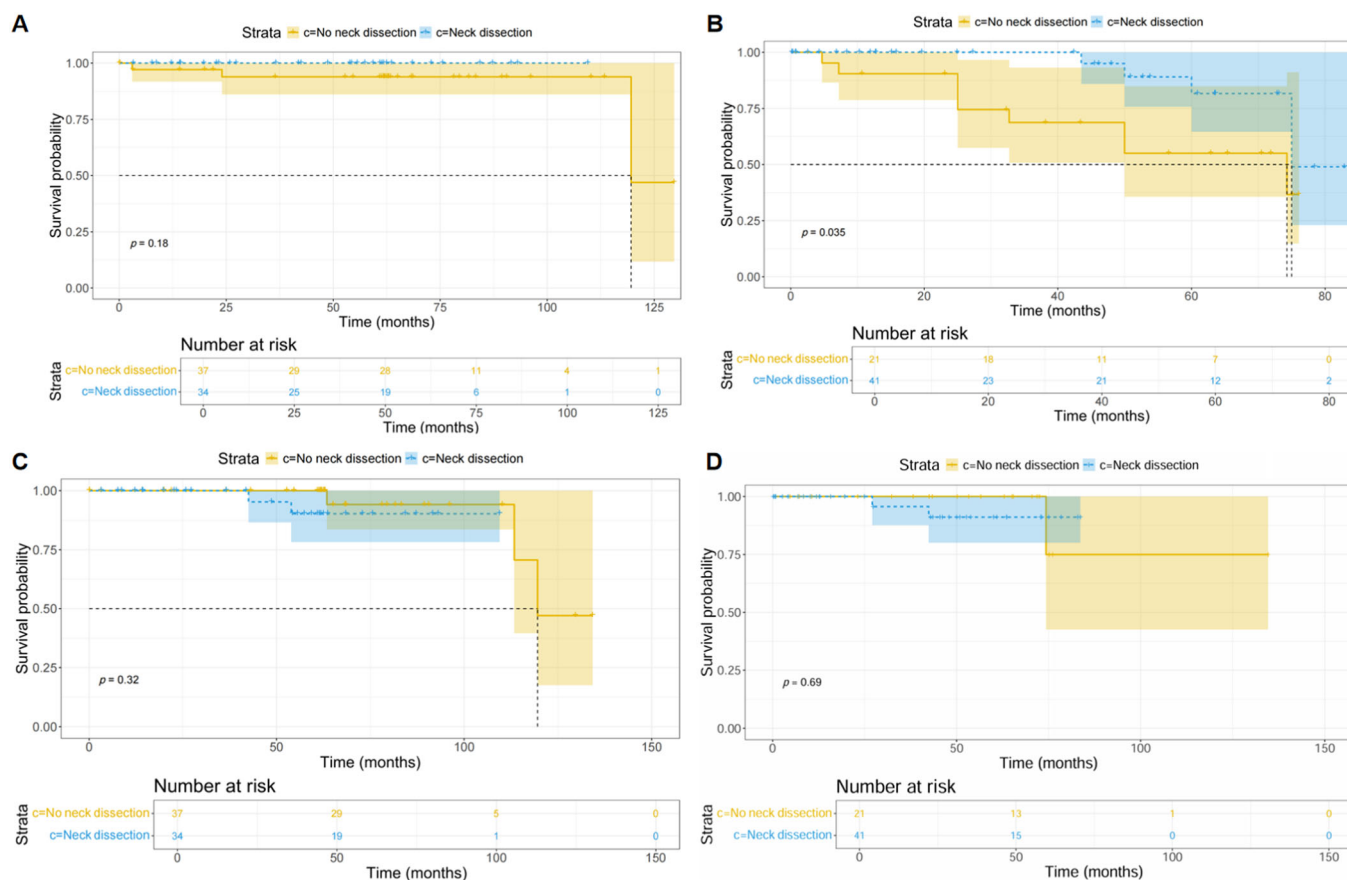 A
Strata c=No neck dissection c=Neck dissection
Survival probability
1.00
0.75
0.50
0.25
0.00
p = 0.18
0 25 50 75 100 125
Time (months)
Number at risk
Strata
c=No neck dissection 37 29 28 11 4 1
c=Neck dissection 34 25 19 6 1 0
0 25 50 75 100 125
Time (months)
B
Strata c=No neck dissection c=Neck dissection
Survival probability
1.00
0.75
0.50
0.25
0.00
p = 0.035
0 20 40 60 80
Time (months)
Number at risk
Strata
c=No neck dissection 21 18 11 7 0
c=Neck dissection 41 23 21 12 2
0 20 40 60 80
Time (months)
C
Strata c=No neck dissection c=Neck dissection
Survival probability
1.00
0.75
0.50
0.25
0.00
p = 0.32
0 50 100 150
Time (months)
Number at risk
Strata
c=No neck dissection 37 29 5 0
c=Neck dissection 34 19 1 0
0 50 100 150
Time (months)
D
Strata c=No neck dissection c=Neck dissection
Survival probability
1.00
0.75
0.50
0.25
0.00
p = 0.69
0 50 100 150
Time (months)
Number at risk
Strata
c=No neck dissection 21 13 1 0
c=Neck dissection 41 15 0 0
0 50 100 150
Time (months)